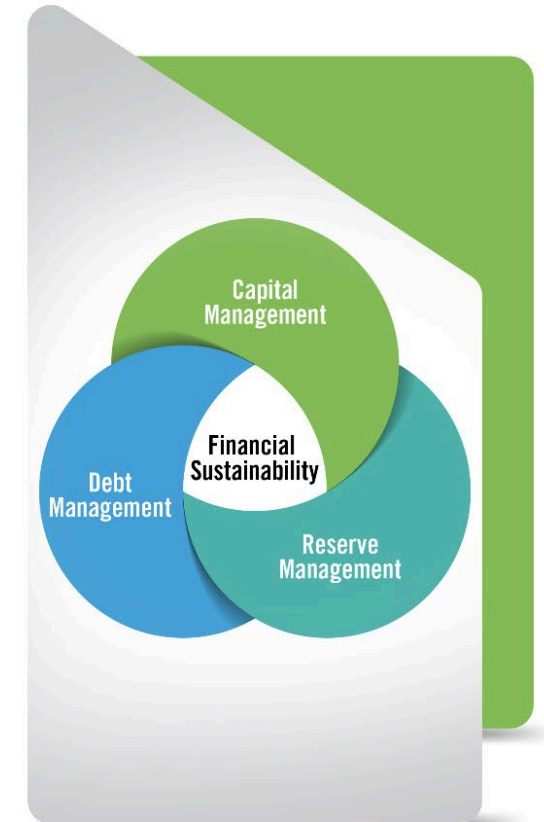 Capital
Management
Financial
Sustainability
Debt
Management
Reserve
Management